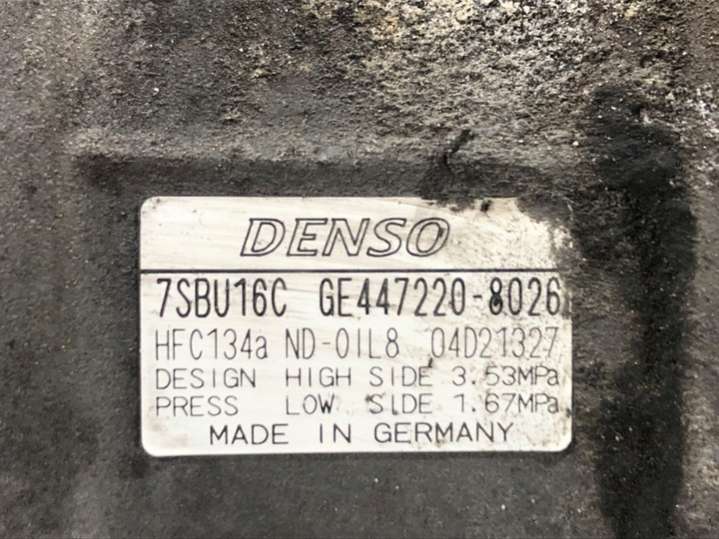 DENSO
7SBU16C GE447220-8026
HFC134a ND-OIL8 04D21327
DESIGN HIGH SIDE 3.53MPa
PRESS LOW SIDE 1.67MPa
MADE IN GERMANY